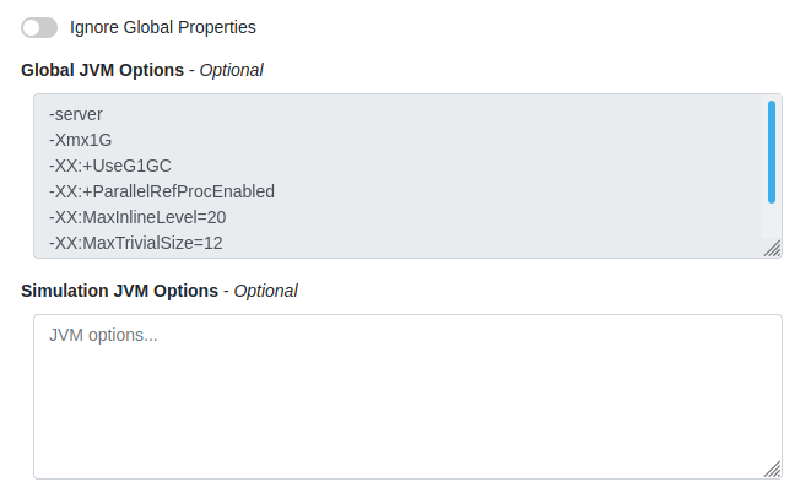 Ignore Global Properties
Global JVM Options - Optional
-server
-Xmx1G
-XX:+UseG1GC
-XX:+ParallelRefProcEnabled
-XX:MaxInlineLevel=20
-XX:MaxTrivialSize=12
Simulation JVM Options - Optional
JVM options...